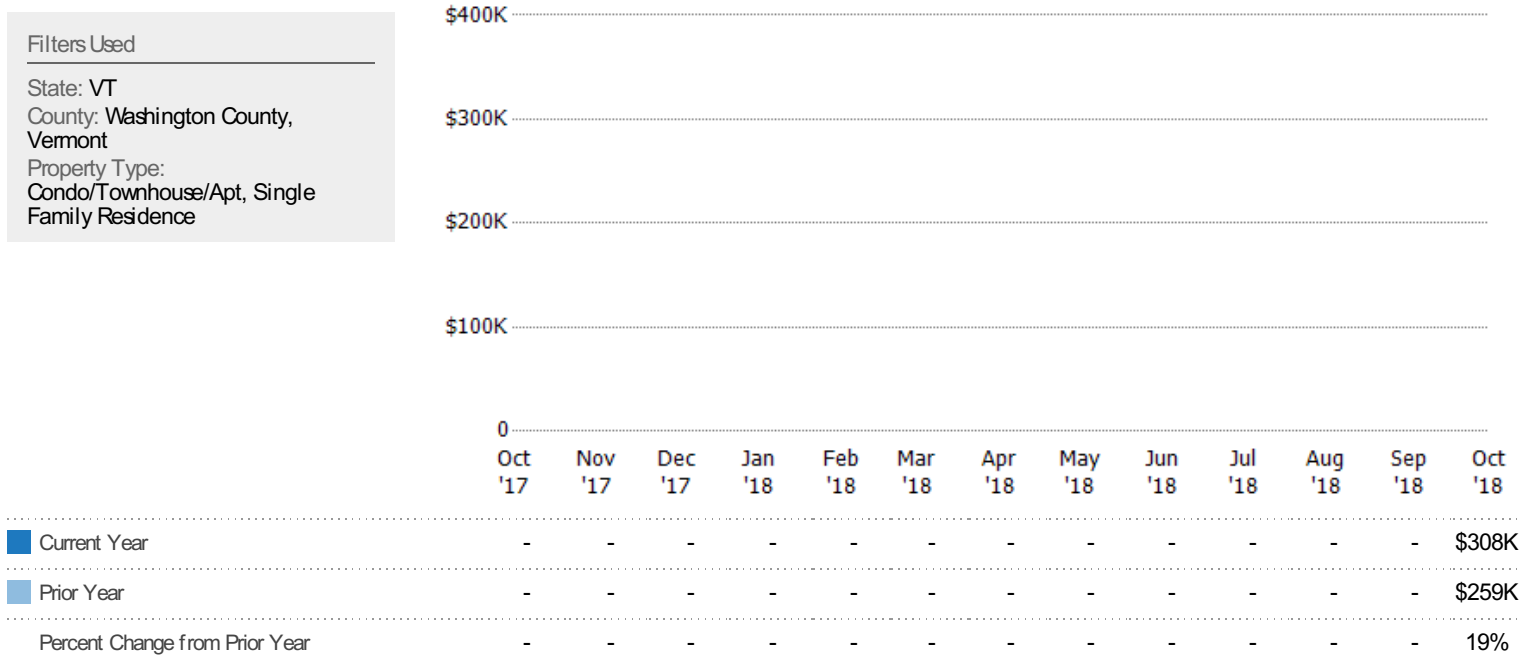 Filters Used
State: VT
County: Washington County,
Vermont
Property Type:
Condo/Townhouse/Apt, Single
Family Residence
$400K
$300K
$200K
$100K
0
Oct Nov Dec Jan Feb Mar Apr May Jun Jul Aug Sep Oct
'17 '17 '17 '18 '18 '18 '18 '18 '18 '18 '18 '18 '18
Current Year - - - - - - - - - - - - $308K
Prior Year - - - - - - - - - - - - $259K
Percent Change from Prior Year - - - - - - - - - - - - 19%